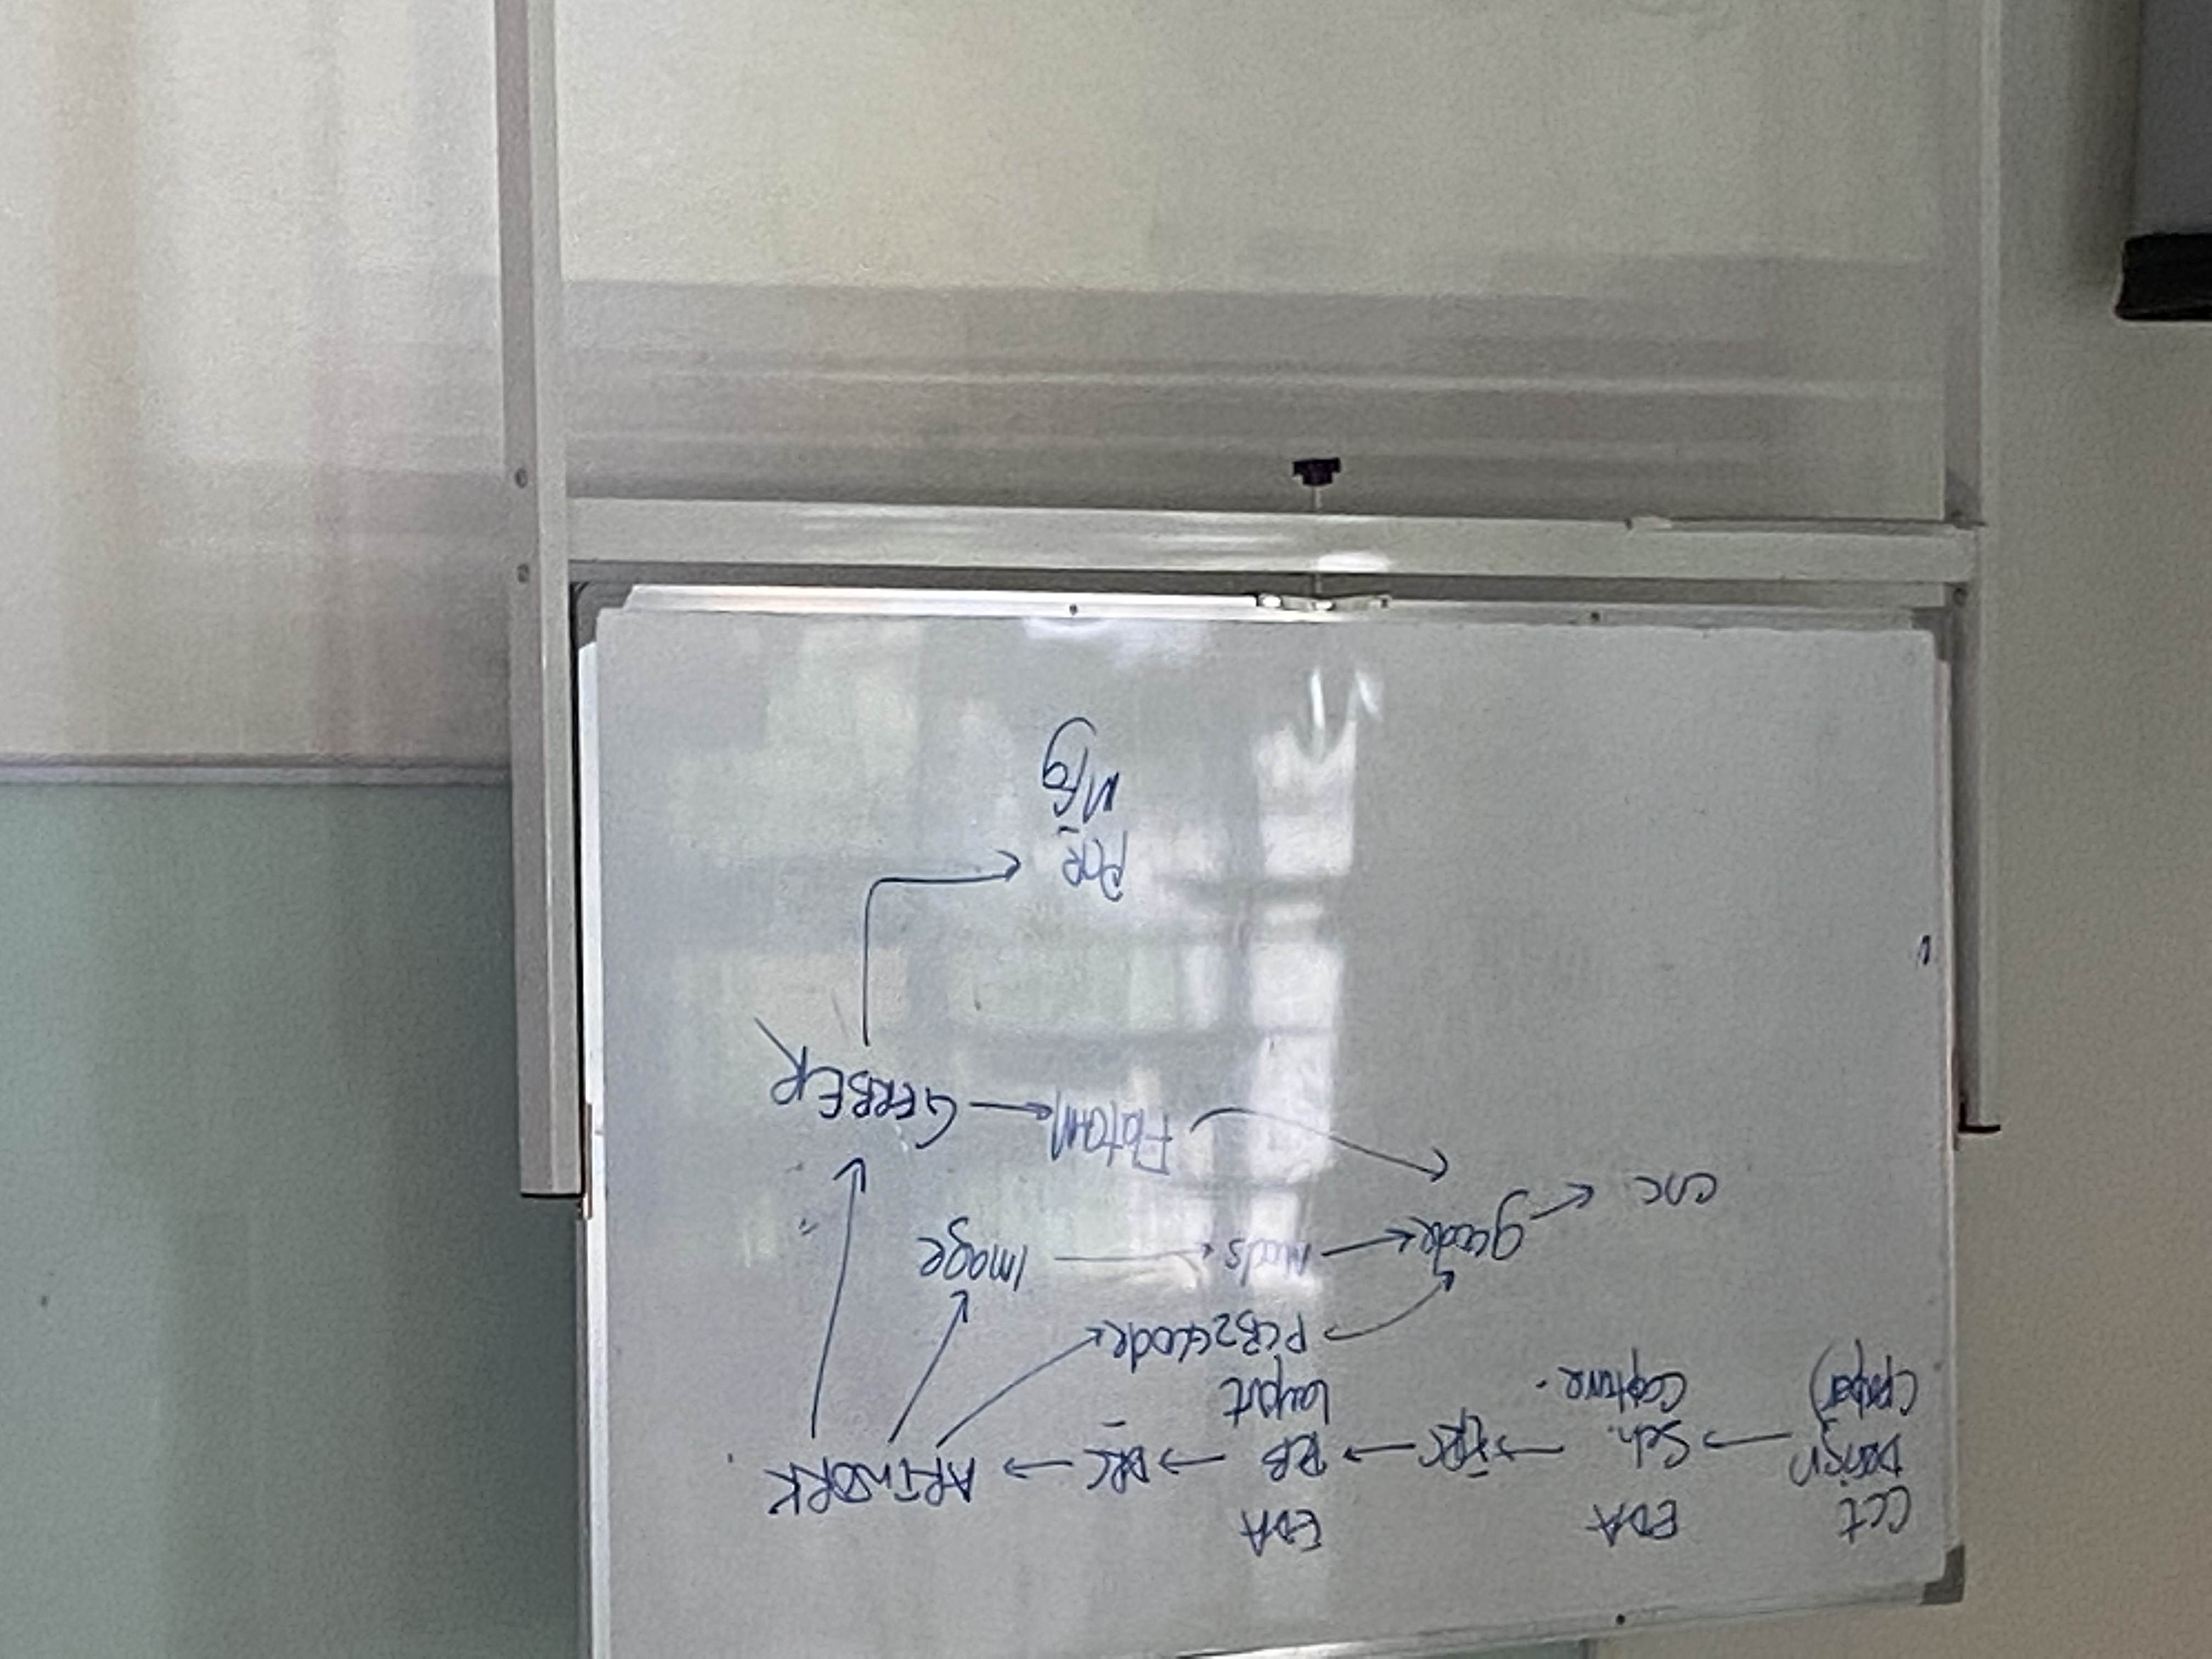 cct EDA EDA
Design → Sch. → ERC → PCB → DRC → ARTWORK.
(paper) Capture. Layout
PCB2GCode
gcode ← Mods ← Image
cnc ←
FlatCAM ← GERBER
PCB
Mfg